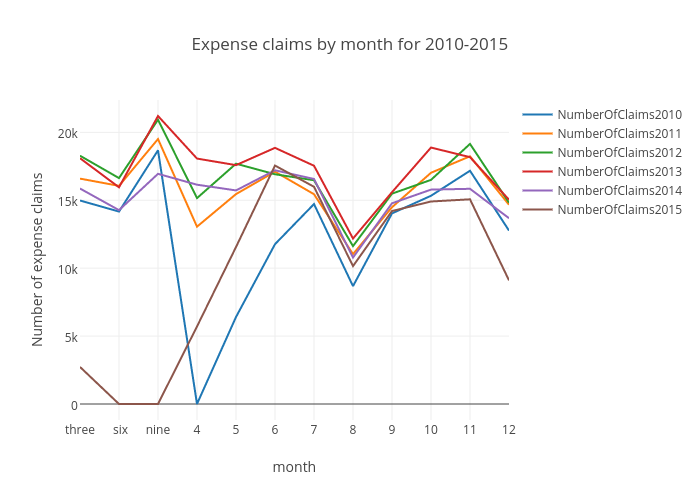 Expense claims by month for 2010-2015
NumberOfClaims2010
NumberOfClaims2011
NumberOfClaims2012
NumberOfClaims2013
NumberOfClaims2014
NumberOfClaims2015
Number of expense claims
20k
15k
10k
5k
0
three six nine 4 5 6 7 8 9 10 11 12
month